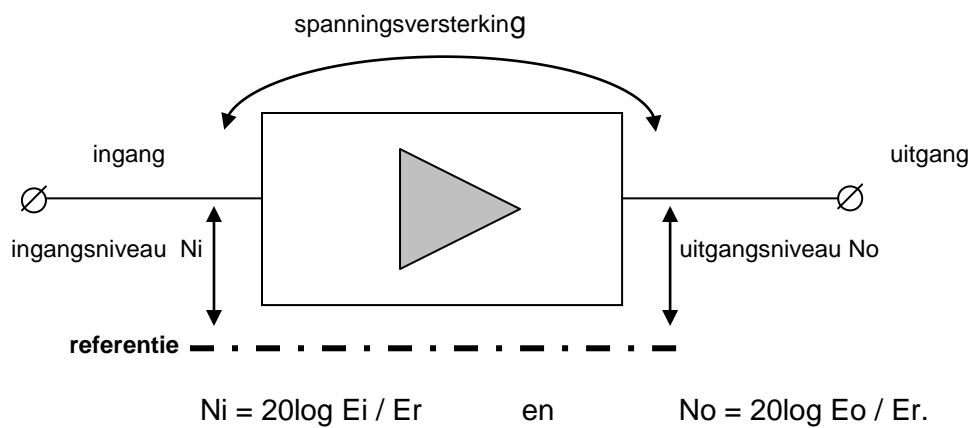 spanningsversterking
ingang
uitgang
ingangsniveau Ni
uitgangsniveau No
referentie
Ni = 20log Ei / Er en No = 20log Eo / Er.